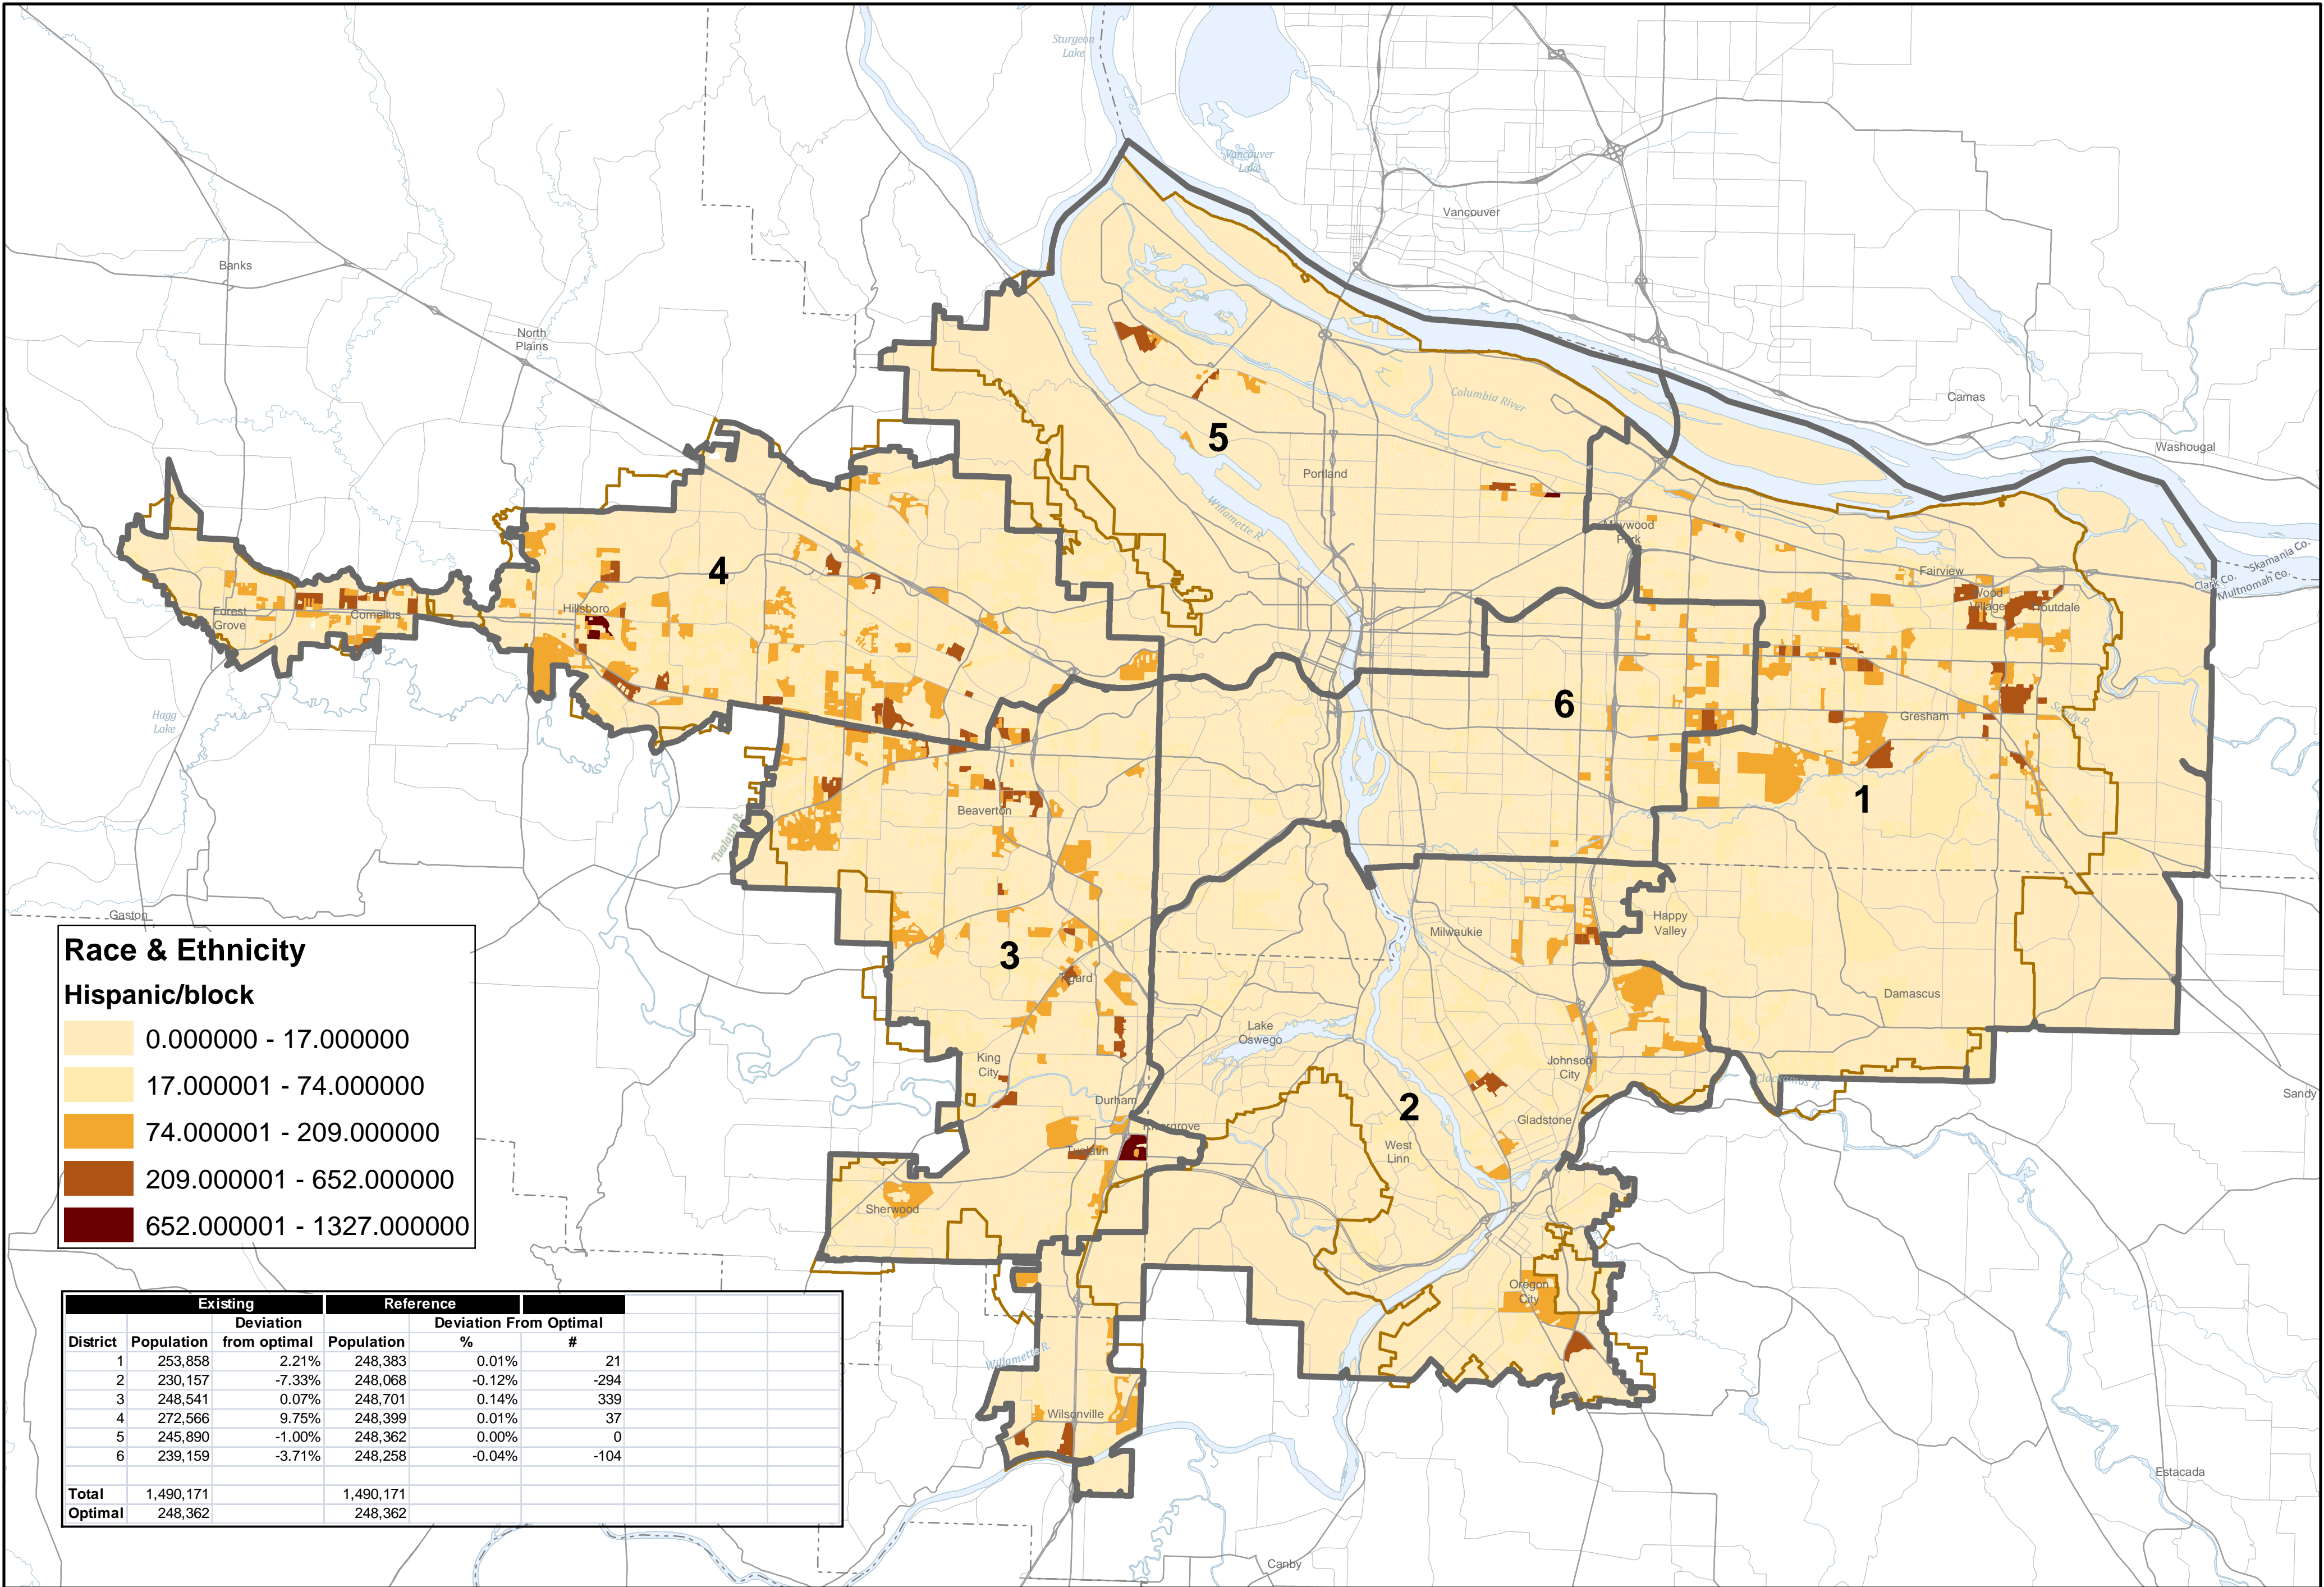 Sturgeon
Lake
Vancouver
Lake
Vancouver
Banks
North
Plains
Camas
Columbia River
Washougal
5
Portland
Willamette R.
Maywood
Park
Clark Co.
Skamania Co.
Multnomah Co.
4
Fairview
Wood
Village
Troutdale
Hillsboro
Forest
Grove
Cornelius
6
Hagg
Lake
Gresham
Sandy R.
1
Beaverton
Tualatin R.
Gaston
Happy
Valley
Milwaukie
3
Tigard
Damascus
Lake
Oswego
King
City
Johnson
City
Clackamas R.
Sandy
Durham
2
Gladstone
Rivergrove
West
Linn
Tualatin
Sherwood
Oregon
City
Willamette R.
Wilsonville
Estacada
Canby
Race & Ethnicity
Hispanic/block
0.000000 - 17.000000
17.000001 - 74.000000
74.000001 - 209.000000
209.000001 - 652.000000
652.000001 - 1327.000000
Existing Reference
Deviation Deviation From Optimal
District Population from optimal Population % #
1 253,858 2.21% 248,383 0.01% 21
2 230,157 -7.33% 248,068 -0.12% -294
3 248,541 0.07% 248,701 0.14% 339
4 272,566 9.75% 248,399 0.01% 37
5 245,890 -1.00% 248,362 0.00% 0
6 239,159 -3.71% 248,258 -0.04% -104
Total 1,490,171 1,490,171
Optimal 248,362 248,362